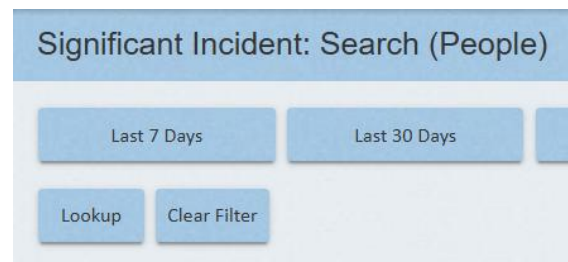 Significant Incident: Search (People)
Last 7 Days Last 30 Days
Lookup Clear Filter